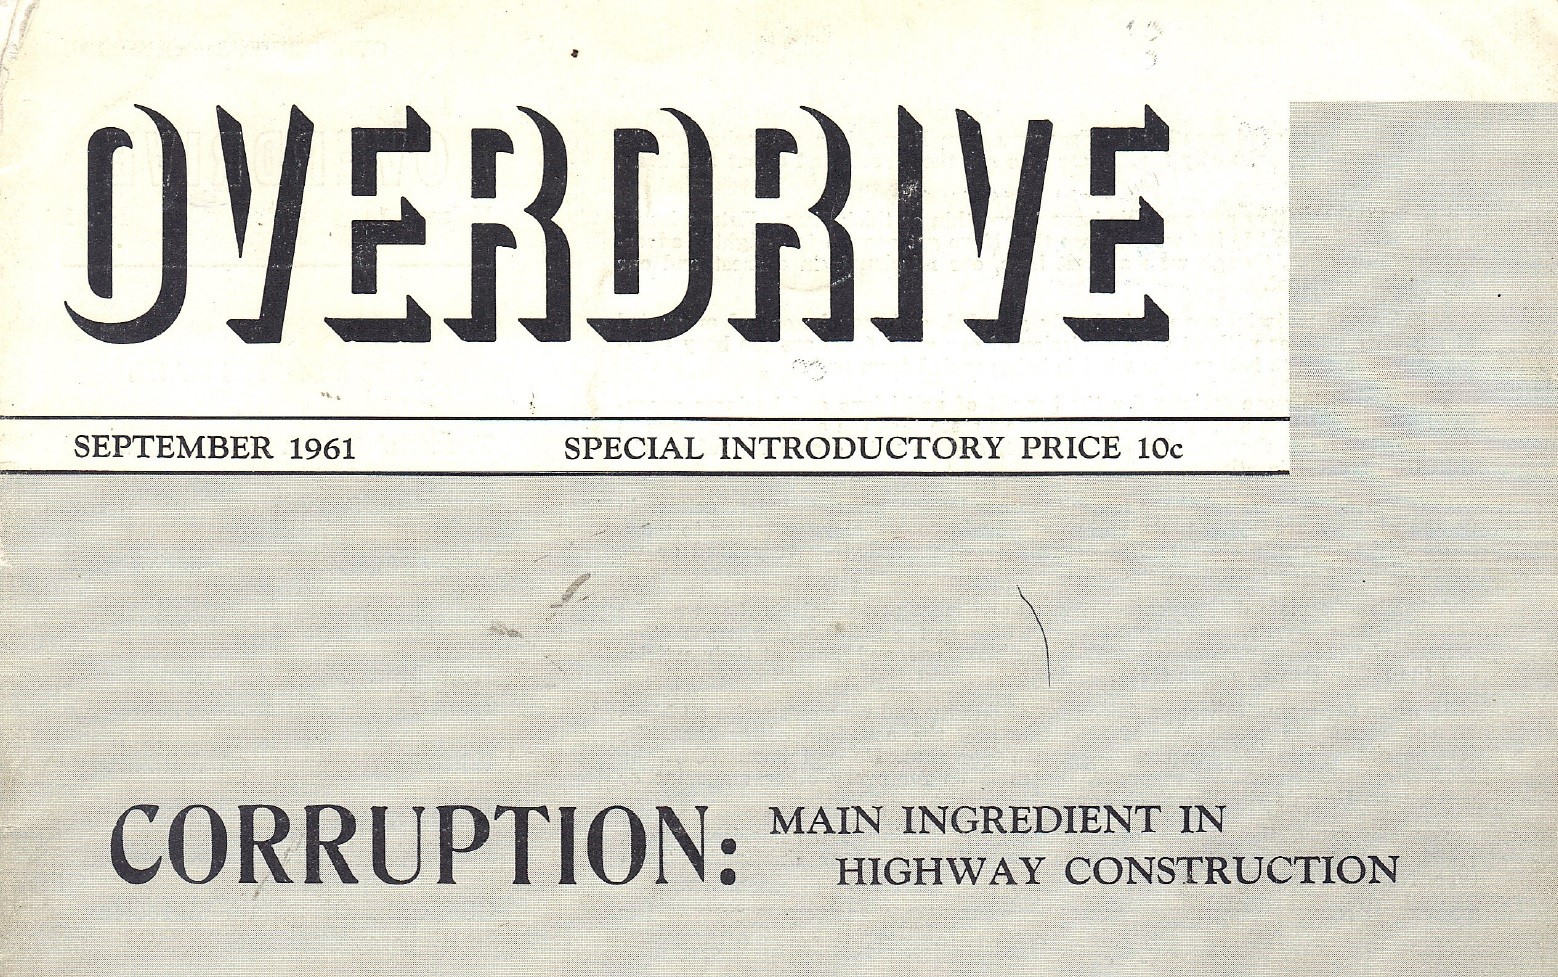 OVERDRIVE
SEPTEMBER 1961 SPECIAL INTRODUCTORY PRICE 10c
CORRUPTION: MAIN INGREDIENT IN
HIGHWAY CONSTRUCTION